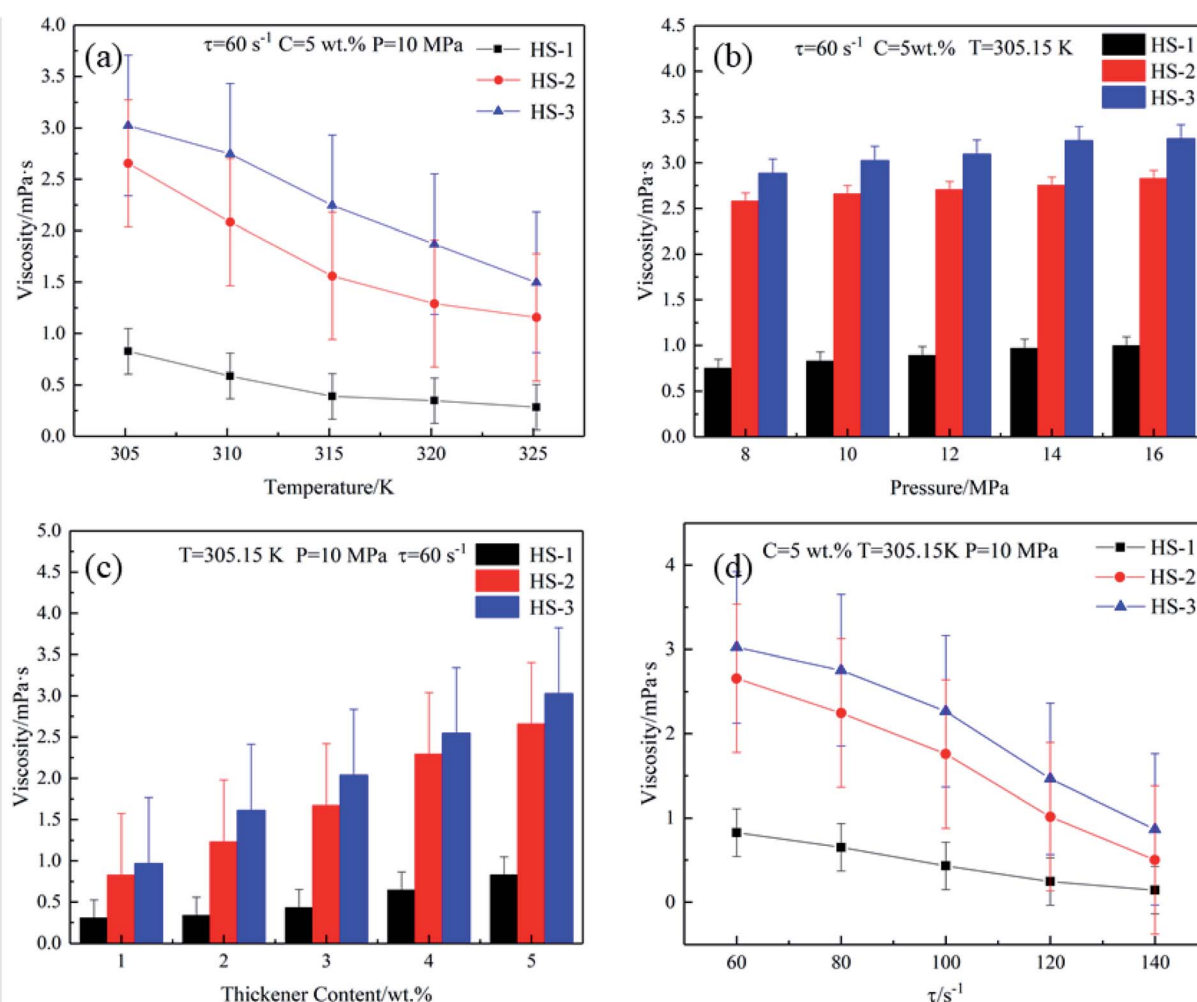 (a)
τ=60 s⁻¹ C=5 wt.% P=10 MPa
HS-1
HS-2
HS-3
4.0
3.5
3.0
2.5
2.0
1.5
1.0
0.5
0.0
Viscosity/mPa·s
305 310 315 320 325
Temperature/K
(b)
τ=60 s⁻¹ C=5wt.% T=305.15 K
HS-1
HS-2
HS-3
4.5
4.0
3.5
3.0
2.5
2.0
1.5
1.0
0.5
0.0
Viscosity/mPa·s
8 10 12 14 16
Pressure/MPa
(c)
T=305.15 K P=10 MPa τ=60 s⁻¹
HS-1
HS-2
HS-3
5.0
4.5
4.0
3.5
3.0
2.5
2.0
1.5
1.0
0.5
0.0
Viscosity/mPa·s
1 2 3 4 5
Thickener Content/wt.%
(d)
C=5 wt.% T=305.15K P=10 MPa
HS-1
HS-2
HS-3
4
3
2
1
0
Viscosity/mPa·s
60 80 100 120 140
τ/s⁻¹